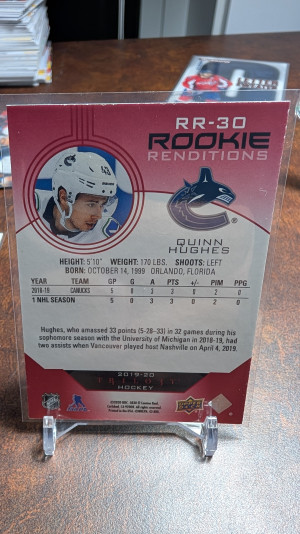 RR-30
ROOKIE
RENDITIONS
QUINN
HUGHES
HEIGHT: 5'10" WEIGHT: 170 LBS. SHOOTS: LEFT
BORN: OCTOBER 14, 1999 ORLANDO, FLORIDA
YEAR TEAM GP G A PTS +/- PIM PPG
2018-19 CANUCKS 5 0 3 3 0 2 0
1 NHL SEASON 5 0 3 3 0 2 0
Hughes, who amassed 33 points (5-28—33) in 32 games during his
sophomore season with the University of Michigan in 2018-19, had
two assists when Vancouver played host Nashville on April 4, 2019.
2019-20
HOCKEY
UPPER DECK